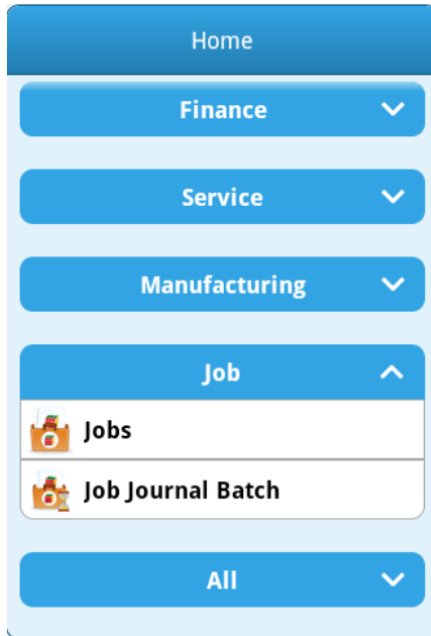 Home
Finance
Service
Manufacturing
Job
Jobs
Job Journal Batch
All